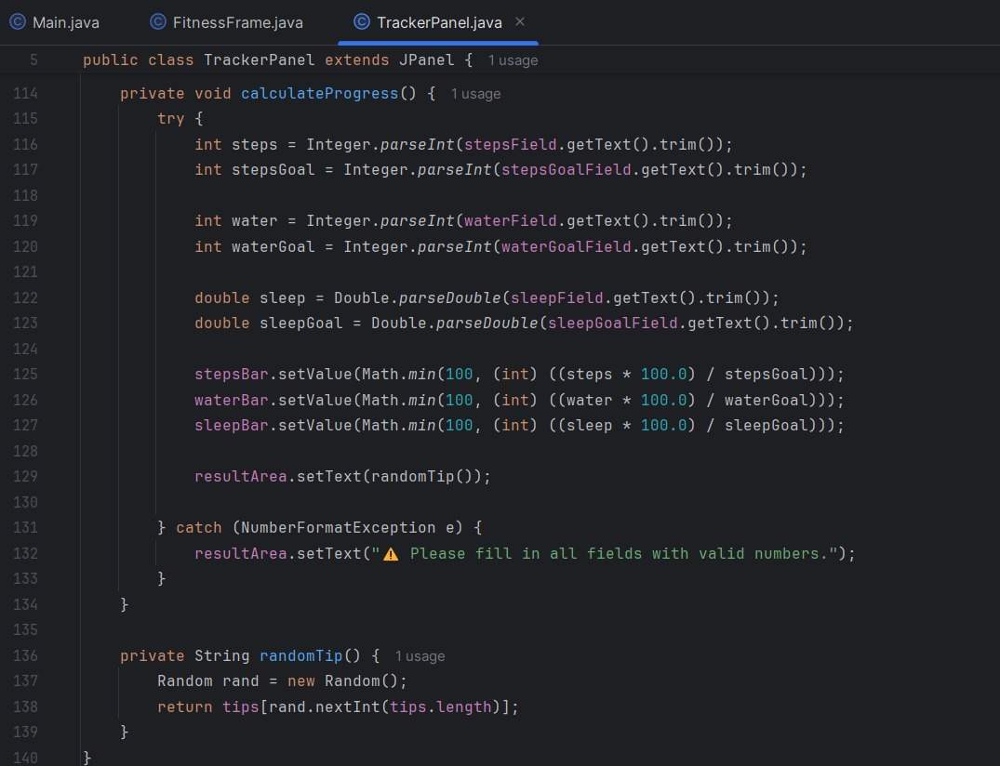 Main.java FitnessFrame.java TrackerPanel.java
5 public class TrackerPanel extends JPanel { 1 usage
114 private void calculateProgress() { 1 usage
115 try {
116 int steps = Integer.parseInt(stepsField.getText().trim());
117 int stepsGoal = Integer.parseInt(stepsGoalField.getText().trim());
118
119 int water = Integer.parseInt(waterField.getText().trim());
120 int waterGoal = Integer.parseInt(waterGoalField.getText().trim());
121
122 double sleep = Double.parseDouble(sleepField.getText().trim());
123 double sleepGoal = Double.parseDouble(sleepGoalField.getText().trim());
124
125 stepsBar.setValue(Math.min(100, (int) ((steps * 100.0) / stepsGoal)));
126 waterBar.setValue(Math.min(100, (int) ((water * 100.0) / waterGoal)));
127 sleepBar.setValue(Math.min(100, (int) ((sleep * 100.0) / sleepGoal)));
128
129 resultArea.setText(randomTip());
130
131 } catch (NumberFormatException e) {
132 resultArea.setText("⚠️ Please fill in all fields with valid numbers.");
133 }
134 }
135
136 private String randomTip() { 1 usage
137 Random rand = new Random();
138 return tips[rand.nextInt(tips.length)];
139 }
140 }